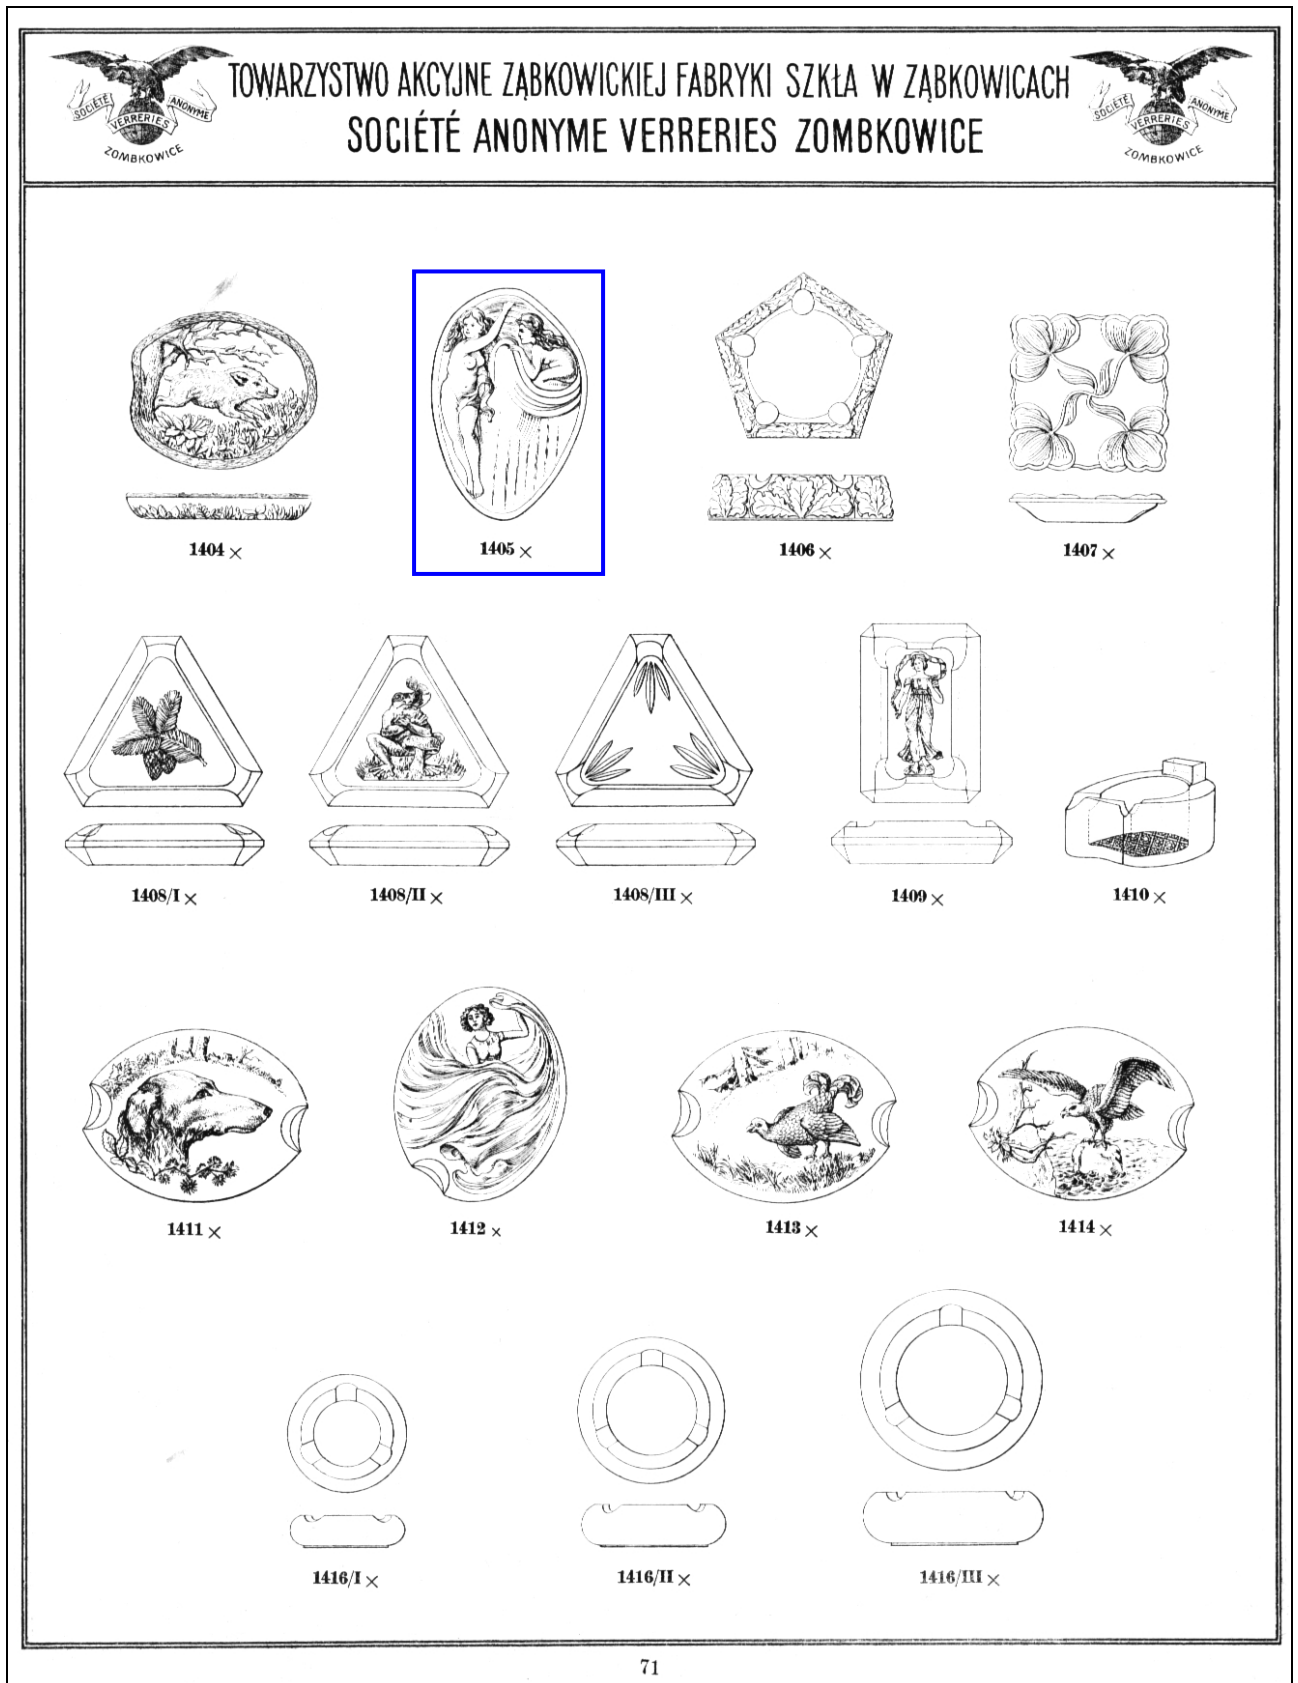 TOWARZYSTWO AKCYJNE ZĄBKOWICKIEJ FABRYKI SZKŁA W ZĄBKOWICACH
SOCIÉTÉ ANONYME VERRERIES ZOMBKOWICE
SOCIÉTÉ ANONYME
VERRERIES
ZOMBKOWICE
SOCIÉTÉ ANONYME
VERRERIES
ZOMBKOWICE
1404 × 1405 × 1406 × 1407 ×
1408/I × 1408/II × 1408/III × 1409 × 1410 ×
1411 × 1412 × 1413 × 1414 ×
1416/I × 1416/II × 1416/III ×
71